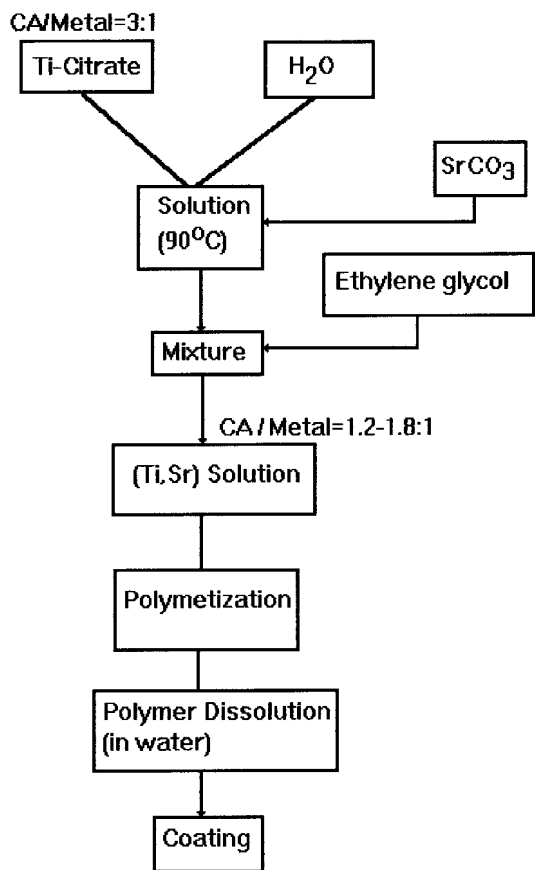 CA/Metal=3:1
Ti-Citrate
H₂O
SrCO₃
Solution
(90ºC)
Ethylene glycol
Mixture
CA/Metal=1.2-1.8:1
(Ti,Sr) Solution
Polymetization
Polymer Dissolution
(in water)
Coating